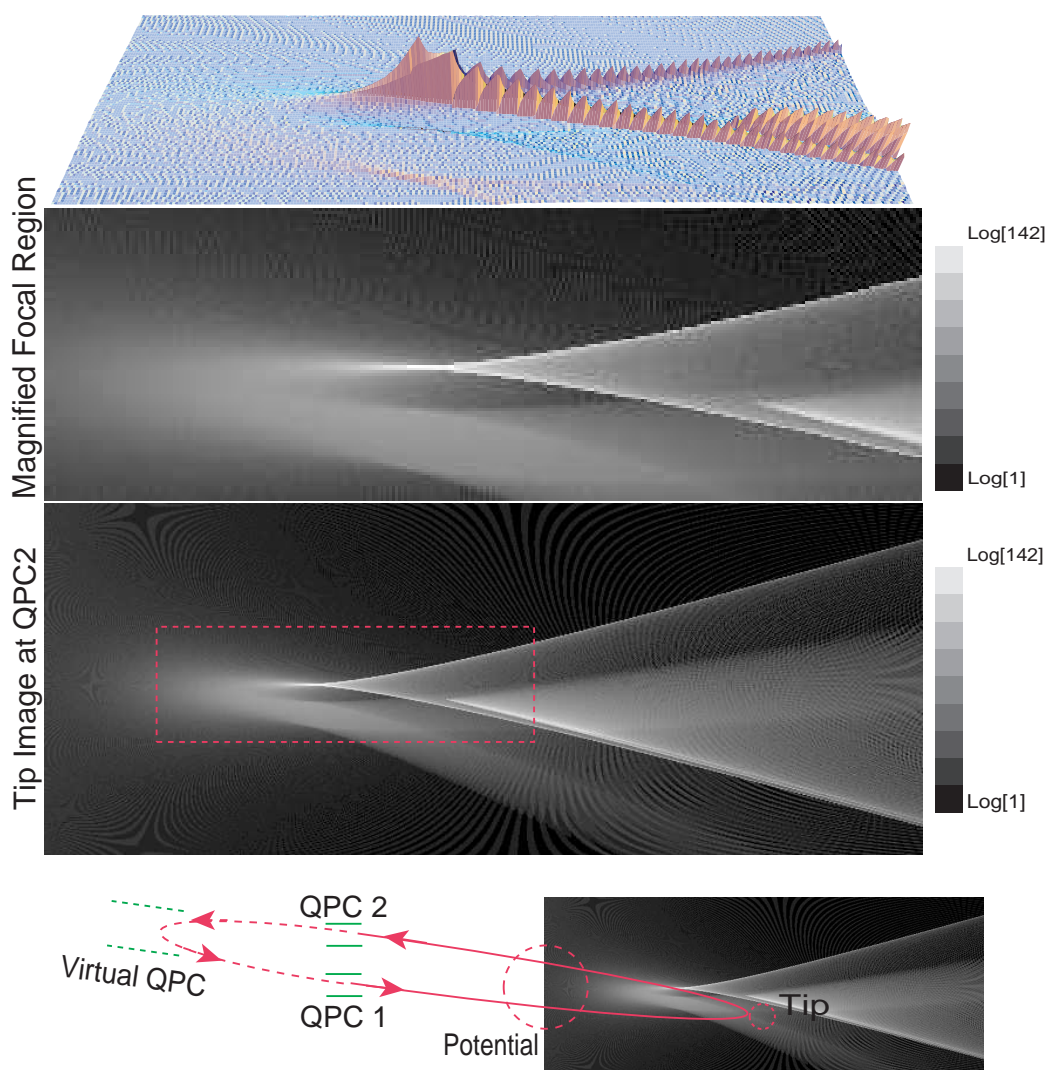 Magnified Focal Region
Log[142]
Log[1]
Tip Image at QPC2
Log[142]
Log[1]
QPC 2
Virtual QPC
QPC 1
Potential
Tip